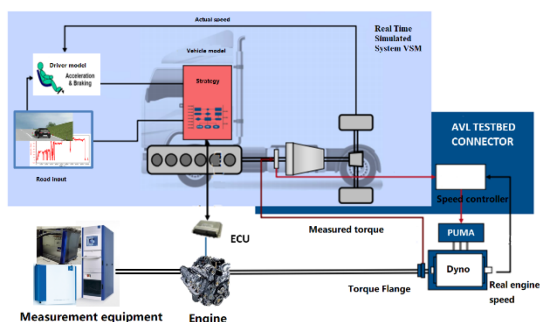 Actual speed
Real Time
Simulated
System VSM
Vehicle model
Driver model
Acceleration
& Braking
Strategy
Road input
AVL TESTBED
CONNECTOR
Speed controller
Measured torque
ECU
PUMA
Dyno
Torque Flange
Real engine
speed
Measurement equipment
Engine